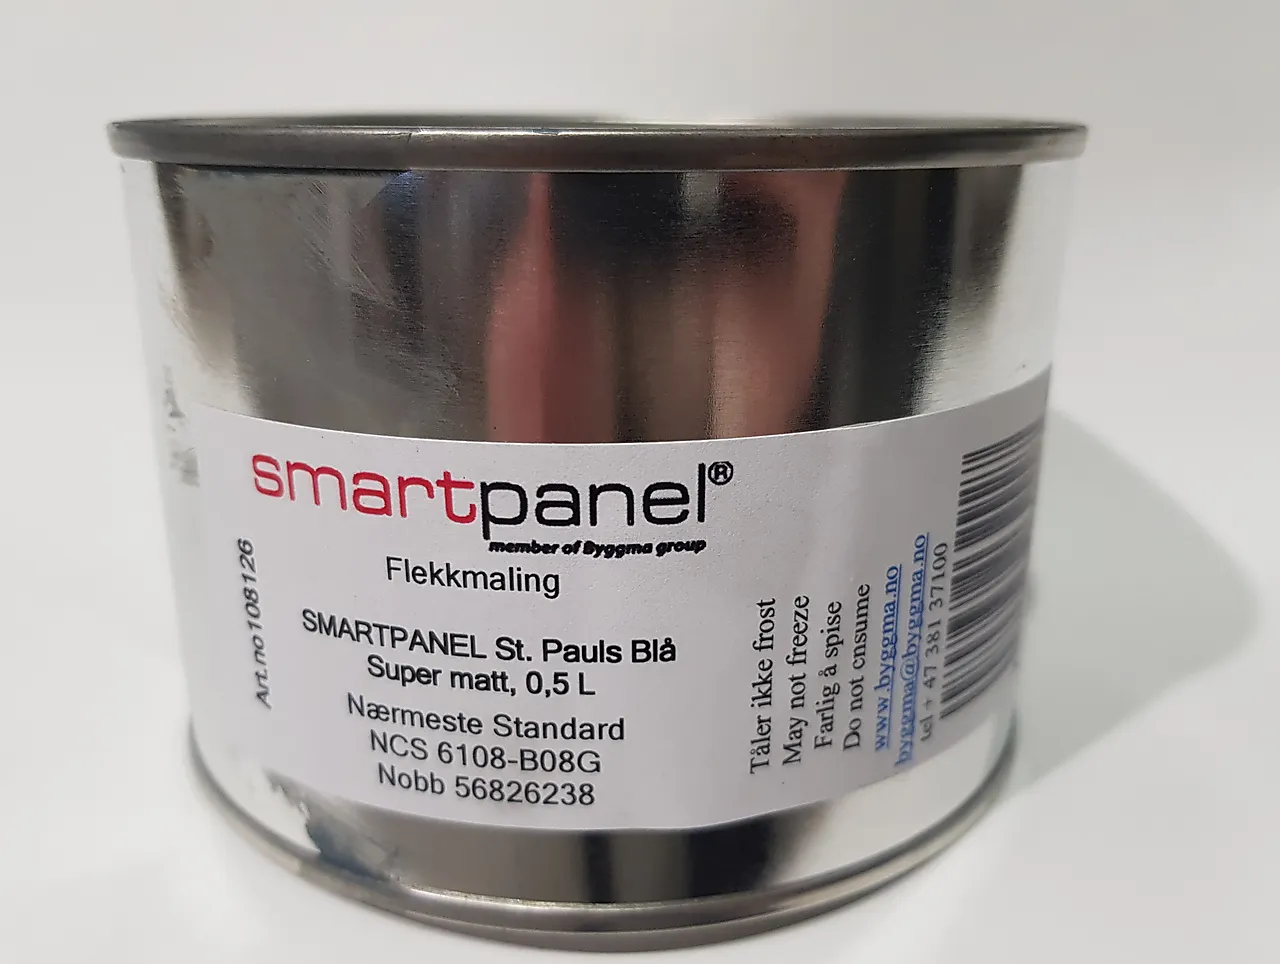 smartpanel®
member of Byggma group
Flekkmaling
SMARTPANEL St. Pauls Blå
Super matt, 0,5 L
Nærmeste Standard
NCS 6108-B08G
Nobb 56826238
Art.no108126
Tåler ikke frost
May not freeze
Farlig å spise
Do not cnsume
www.byggma.no
byggma@byggma.no
tel + 47 381 37100